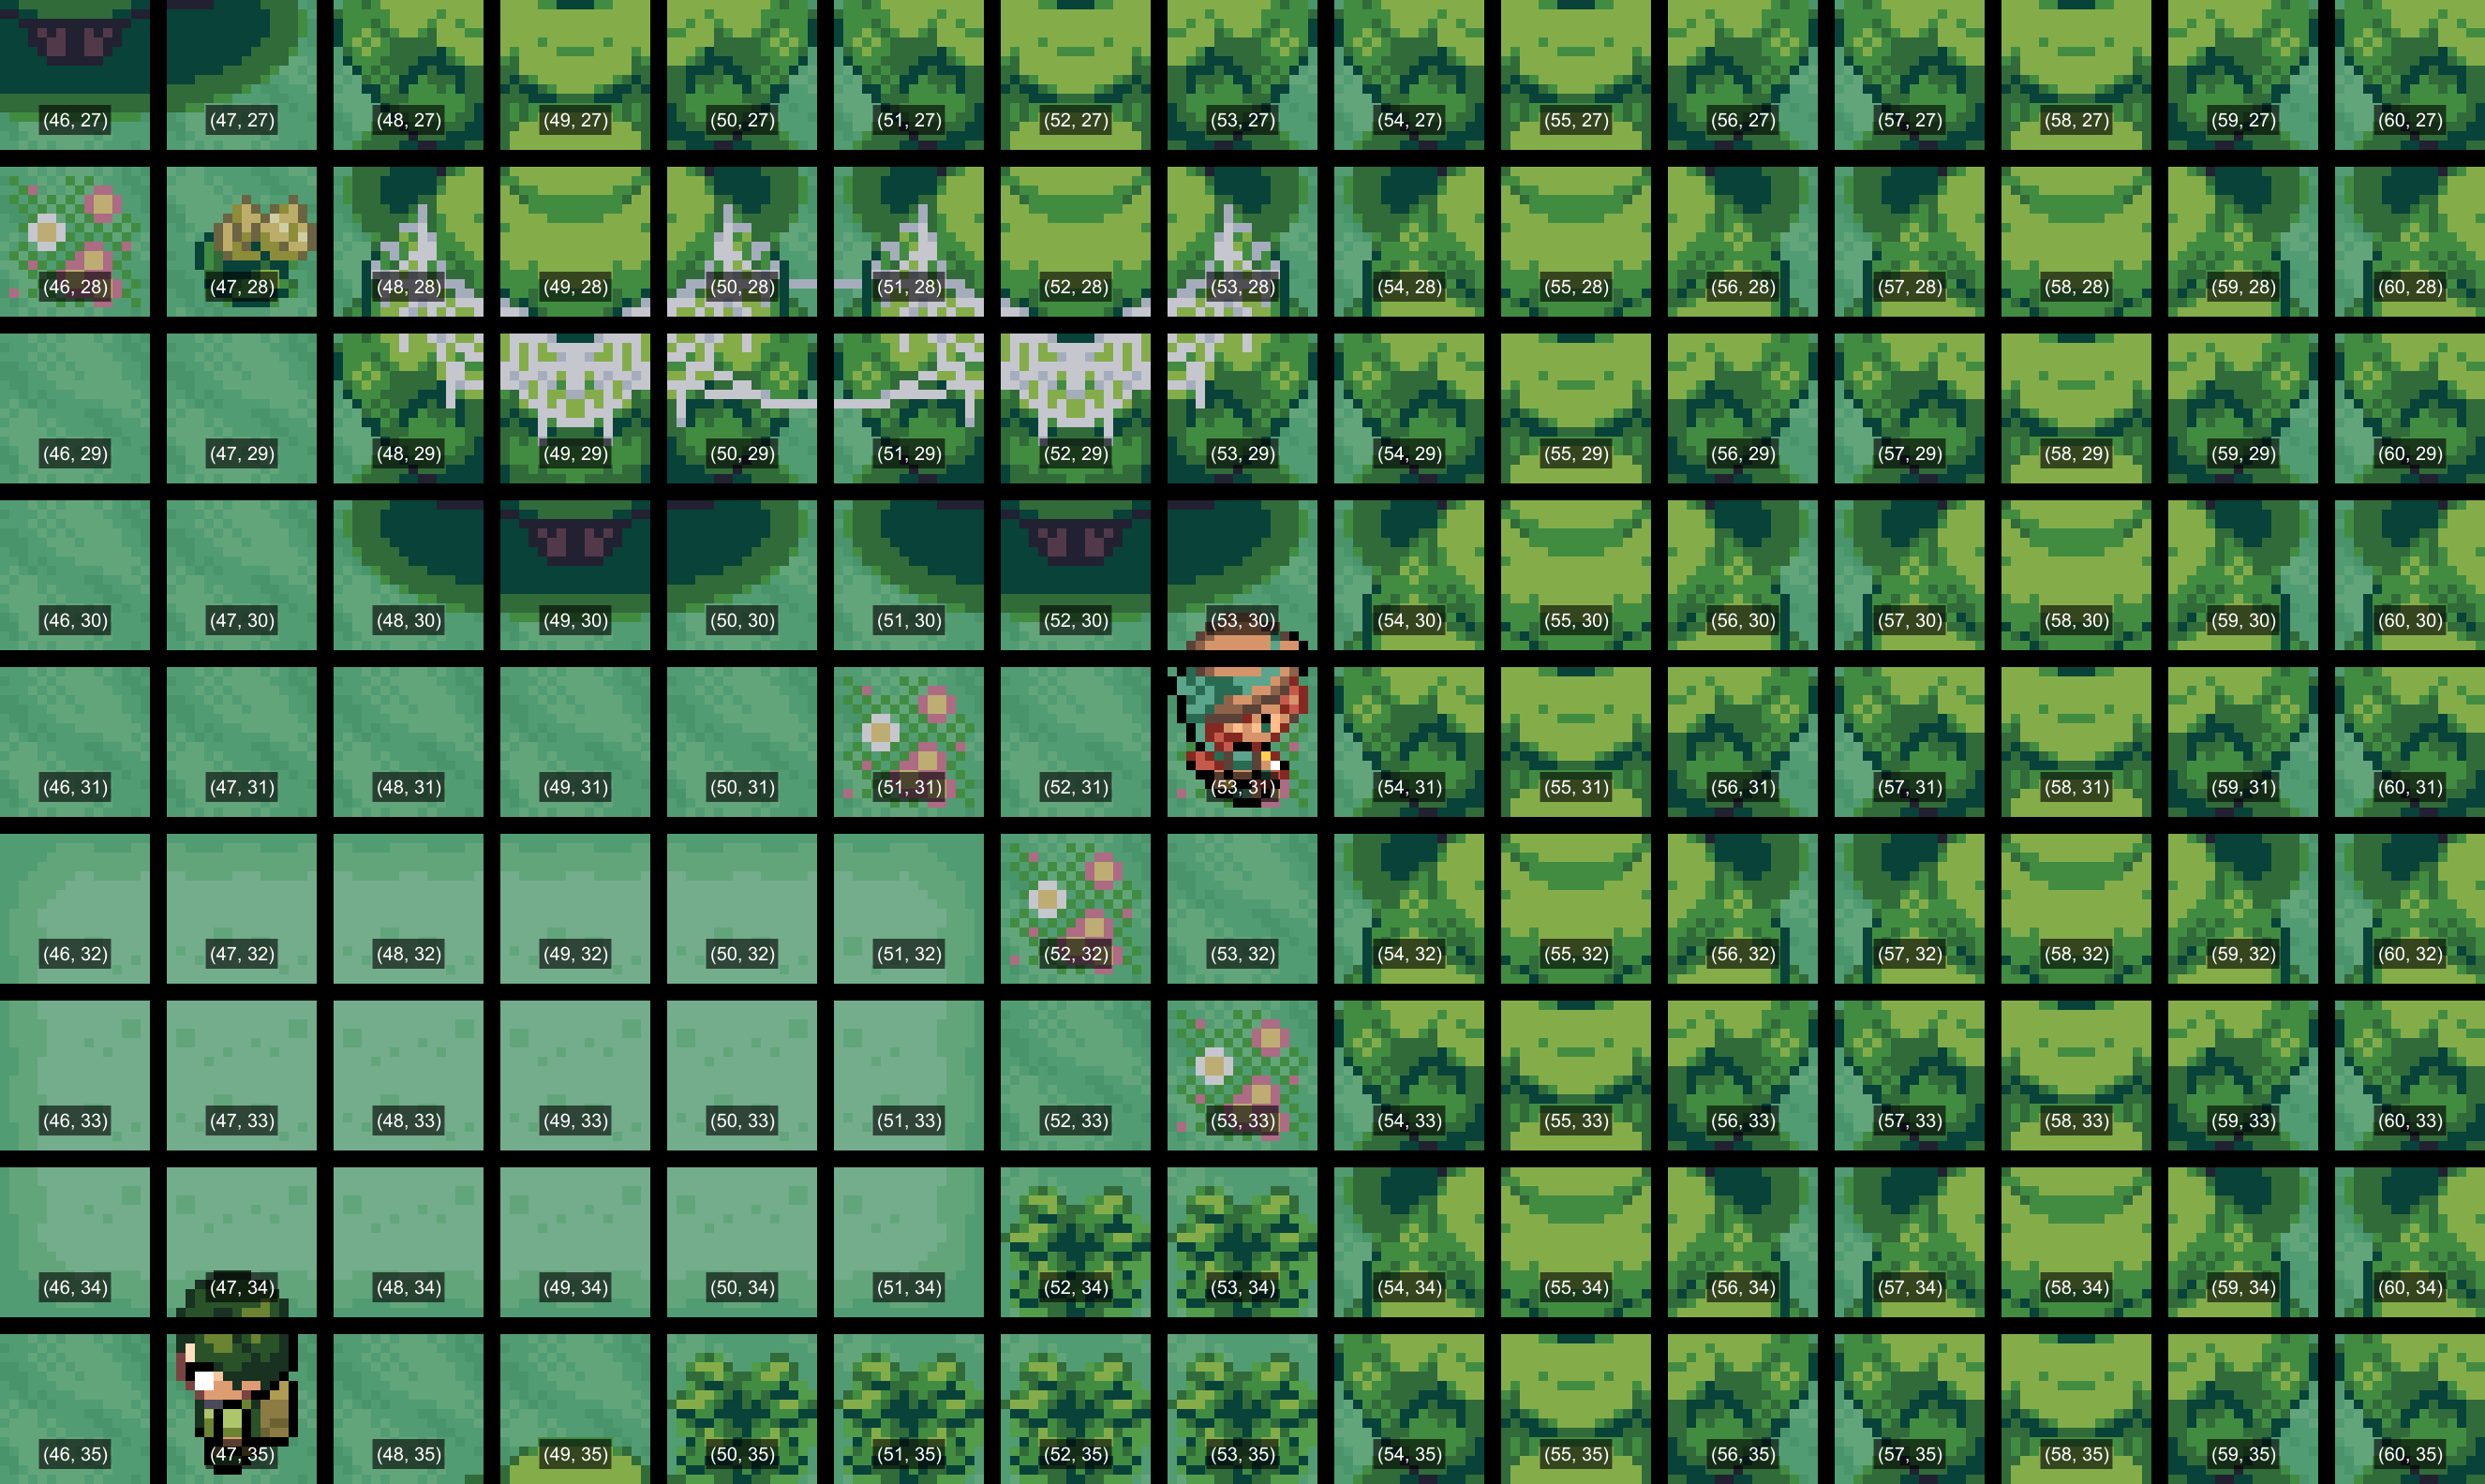 (46, 27) (47, 27) (48, 27) (49, 27) (50, 27) (51, 27) (52, 27) (53, 27) (54, 27) (55, 27) (56, 27) (57, 27) (58, 27) (59, 27) (60, 27)
(46, 28) (47, 28) (48, 28) (49, 28) (50, 28) (51, 28) (52, 28) (53, 28) (54, 28) (55, 28) (56, 28) (57, 28) (58, 28) (59, 28) (60, 28)
(46, 29) (47, 29) (48, 29) (49, 29) (50, 29) (51, 29) (52, 29) (53, 29) (54, 29) (55, 29) (56, 29) (57, 29) (58, 29) (59, 29) (60, 29)
(46, 30) (47, 30) (48, 30) (49, 30) (50, 30) (51, 30) (52, 30) (53, 30) (54, 30) (55, 30) (56, 30) (57, 30) (58, 30) (59, 30) (60, 30)
(46, 31) (47, 31) (48, 31) (49, 31) (50, 31) (51, 31) (52, 31) (53, 31) (54, 31) (55, 31) (56, 31) (57, 31) (58, 31) (59, 31) (60, 31)
(46, 32) (47, 32) (48, 32) (49, 32) (50, 32) (51, 32) (52, 32) (53, 32) (54, 32) (55, 32) (56, 32) (57, 32) (58, 32) (59, 32) (60, 32)
(46, 33) (47, 33) (48, 33) (49, 33) (50, 33) (51, 33) (52, 33) (53, 33) (54, 33) (55, 33) (56, 33) (57, 33) (58, 33) (59, 33) (60, 33)
(46, 34) (47, 34) (48, 34) (49, 34) (50, 34) (51, 34) (52, 34) (53, 34) (54, 34) (55, 34) (56, 34) (57, 34) (58, 34) (59, 34) (60, 34)
(46, 35) (47, 35) (48, 35) (49, 35) (50, 35) (51, 35) (52, 35) (53, 35) (54, 35) (55, 35) (56, 35) (57, 35) (58, 35) (59, 35) (60, 35)